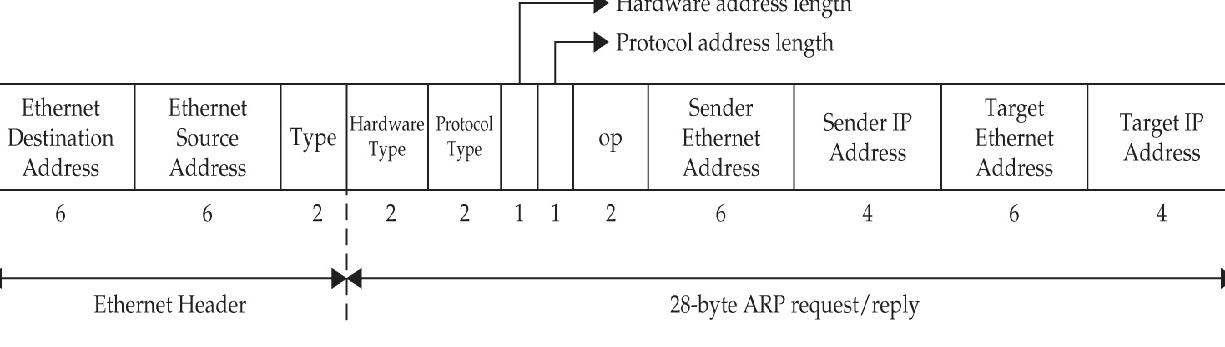 Hardware address length
Protocol address length
Ethernet
Destination
Address
Ethernet
Source
Address
Type
Hardware
Type
Protocol
Type
op
Sender
Ethernet
Address
Sender IP
Address
Target
Ethernet
Address
Target IP
Address
6 6 2 2 2 1 1 2 6 4 6 4
Ethernet Header
28-byte ARP request/reply